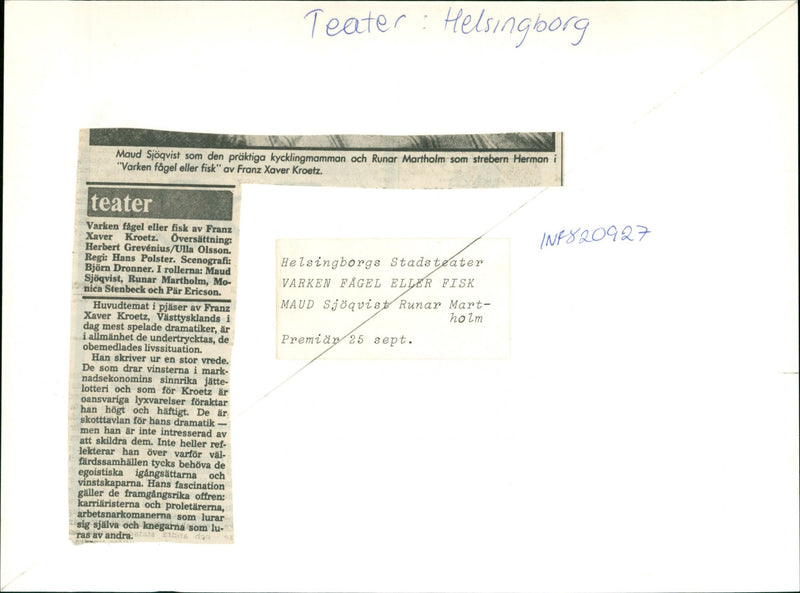 Teater : Helsingborg
Maud Sjöqvist som den präktiga kycklingmamman och Runar Martholm som strebern Herman i
"Varken fågel eller fisk" av Franz Xaver Kroetz.
teater
Varken fågel eller fisk av Franz
Xaver Kroetz. Översättning:
Herbert Grevénius/Ulla Olsson.
Regi: Hans Polster. Scenografi:
Björn Dronner. I rollerna: Maud
Sjöqvist, Runar Martholm, Mo-
nica Stenbeck och Pär Ericson.
Huvudtemat i pjäser av Franz
Xaver Kroetz, Västtysklands i
dag mest spelade dramatiker, är
i allmänhet de undertrycktas, de
obemedlades livssituation.
Han skriver ur en stor vrede.
De som drar vinsterna i mark-
nadsekonomins sinnrika jätte-
lotteri och som för Kroetz är
oansvariga lyxvarelser föraktar
han högt och häftigt. De är
skotttavlan för hans dramatik —
men han är inte intresserad av
att skildra dem. Inte heller ref-
lekterar han över varför väl-
färdssamhällen tycks behöva de
egoistiska igångsättarna och
vinstskaparna. Hans fascination
gäller de framgångsrika offren:
karriäristerna och proletärerna,
arbetsnarkomanerna som lurar
sig själva och knegarna som lu-
ras av andra.
Helsingborgs Stadsteater
VARKEN FÅGEL ELLER FISK
MAUD Sjöqvist Runar Mart-
holm
Premiär 25 sept.
INF820927